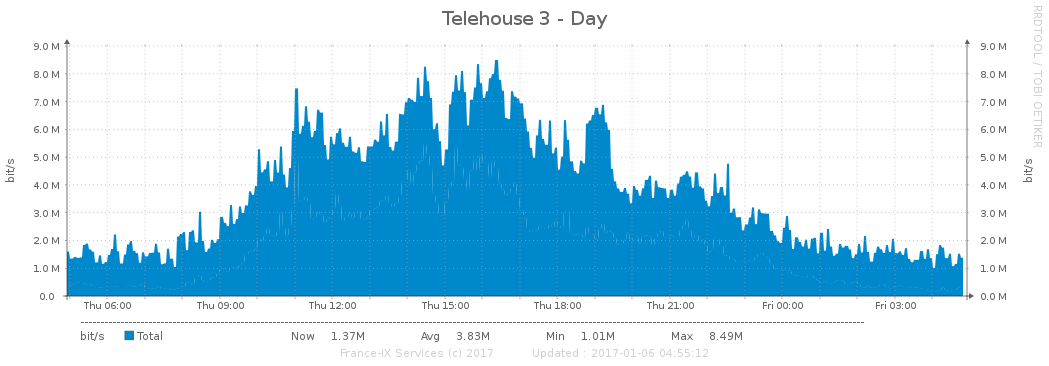 Telehouse 3 - Day
RRDTOOL / TOBI OETIKER
9.0 M 9.0 M
8.0 M 8.0 M
7.0 M 7.0 M
6.0 M 6.0 M
5.0 M 5.0 M
4.0 M 4.0 M
3.0 M 3.0 M
2.0 M 2.0 M
1.0 M 1.0 M
0.0 0.0 M
bit/s bit/s
Thu 06:00 Thu 09:00 Thu 12:00 Thu 15:00 Thu 18:00 Thu 21:00 Fri 00:00 Fri 03:00
bit/s Total Now 1.37M Avg 3.83M Min 1.01M Max 8.49M
France-IX Services (c) 2017 Updated : 2017-01-06 04:55:12